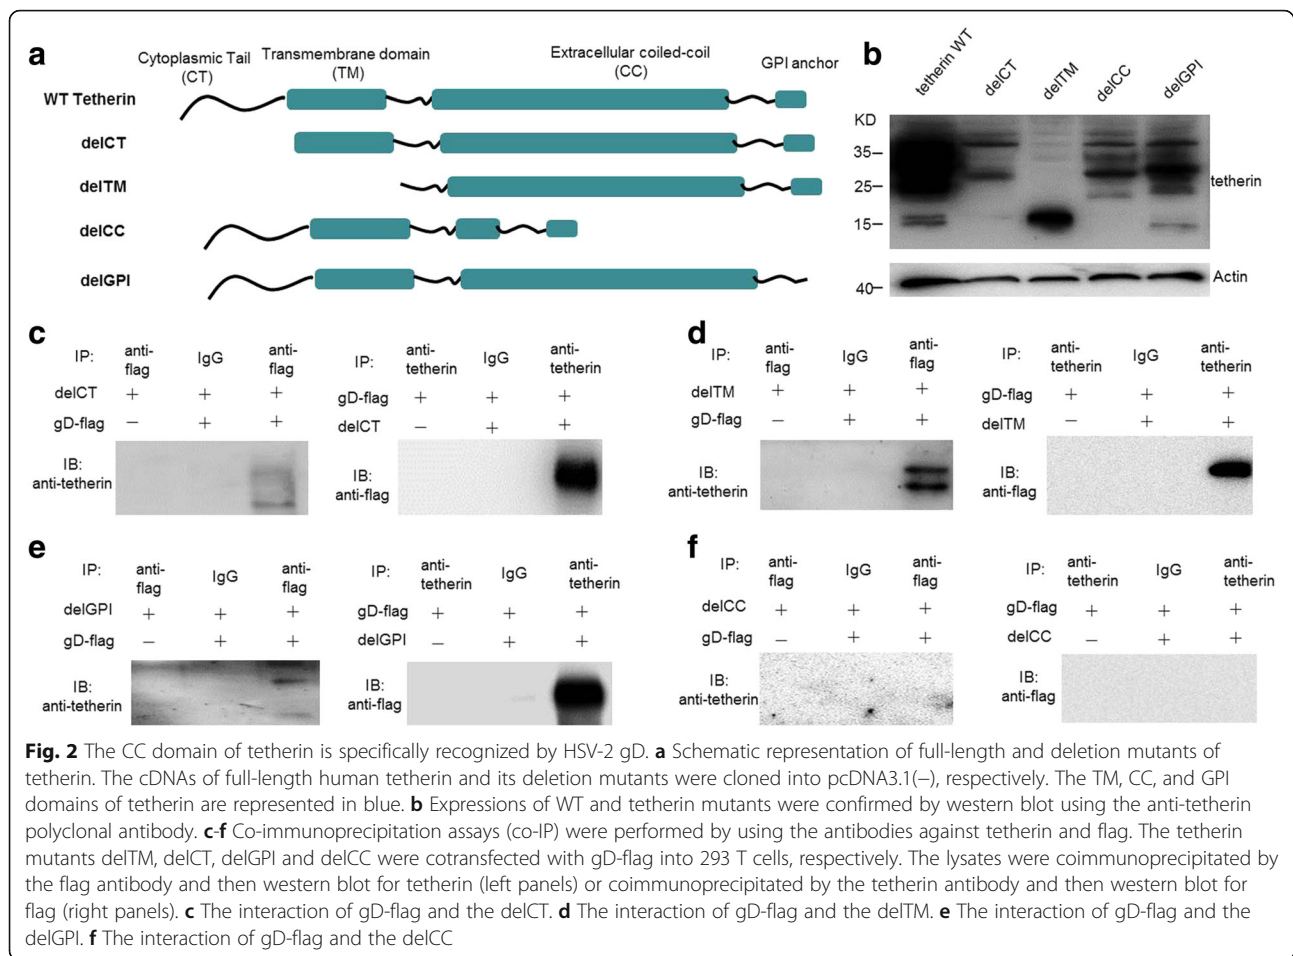 a
Cytoplasmic Tail
(CT)
Transmembrane domain
(TM)
Extracellular coiled-coil
(CC)
GPI anchor
WT Tetherin
delCT
delTM
delCC
delGPI
b
tetherin WT
delCT
delTM
delCC
delGPI
KD
35
25
15
tetherin
40
Actin
c
IP:
anti-
flag
IgG
anti-
flag
delCT + + +
gD-flag − + +
IB:
anti-tetherin
IP:
anti-
tetherin
IgG
anti-
tetherin
gD-flag + + +
delCT − + +
IB:
anti-flag
d
IP:
anti-
flag
IgG
anti-
flag
delTM + + +
gD-flag − + +
IB:
anti-tetherin
IP:
anti-
tetherin
IgG
anti-
tetherin
gD-flag + + +
delTM − + +
IB:
anti-flag
e
IP:
anti-
flag
IgG
anti-
flag
delGPI + + +
gD-flag − + +
IB:
anti-tetherin
IP:
anti-
tetherin
IgG
anti-
tetherin
gD-flag + + +
delGPI − + +
IB:
anti-flag
f
IP:
anti-
flag
IgG
anti-
flag
delCC + + +
gD-flag − + +
IB:
anti-tetherin
IP:
anti-
tetherin
IgG
anti-
tetherin
gD-flag + + +
delCC − + +
IB:
anti-flag
Fig. 2 The CC domain of tetherin is specifically recognized by HSV-2 gD. a Schematic representation of full-length and deletion mutants of
tetherin. The cDNAs of full-length human tetherin and its deletion mutants were cloned into pcDNA3.1(−), respectively. The TM, CC, and GPI
domains of tetherin are represented in blue. b Expressions of WT and tetherin mutants were confirmed by western blot using the anti-tetherin
polyclonal antibody. c-f Co-immunoprecipitation assays (co-IP) were performed by using the antibodies against tetherin and flag. The tetherin
mutants delTM, delCT, delGPI and delCC were cotransfected with gD-flag into 293 T cells, respectively. The lysates were coimmunoprecipitated by
the flag antibody and then western blot for tetherin (left panels) or coimmunoprecipitated by the tetherin antibody and then western blot for
flag (right panels). c The interaction of gD-flag and the delCT. d The interaction of gD-flag and the delTM. e The interaction of gD-flag and the
delGPI. f The interaction of gD-flag and the delCC